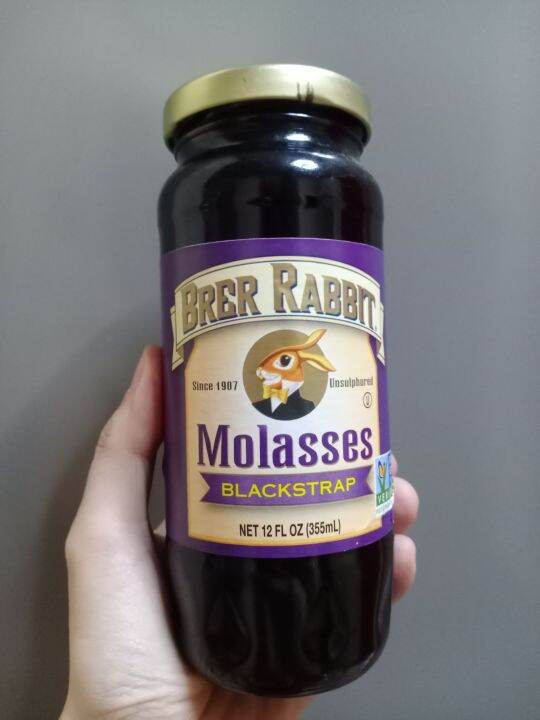 BRER RABBIT
Since 1907
Unsulphured
U
Molasses
BLACKSTRAP
NET 12 FL OZ (355mL)